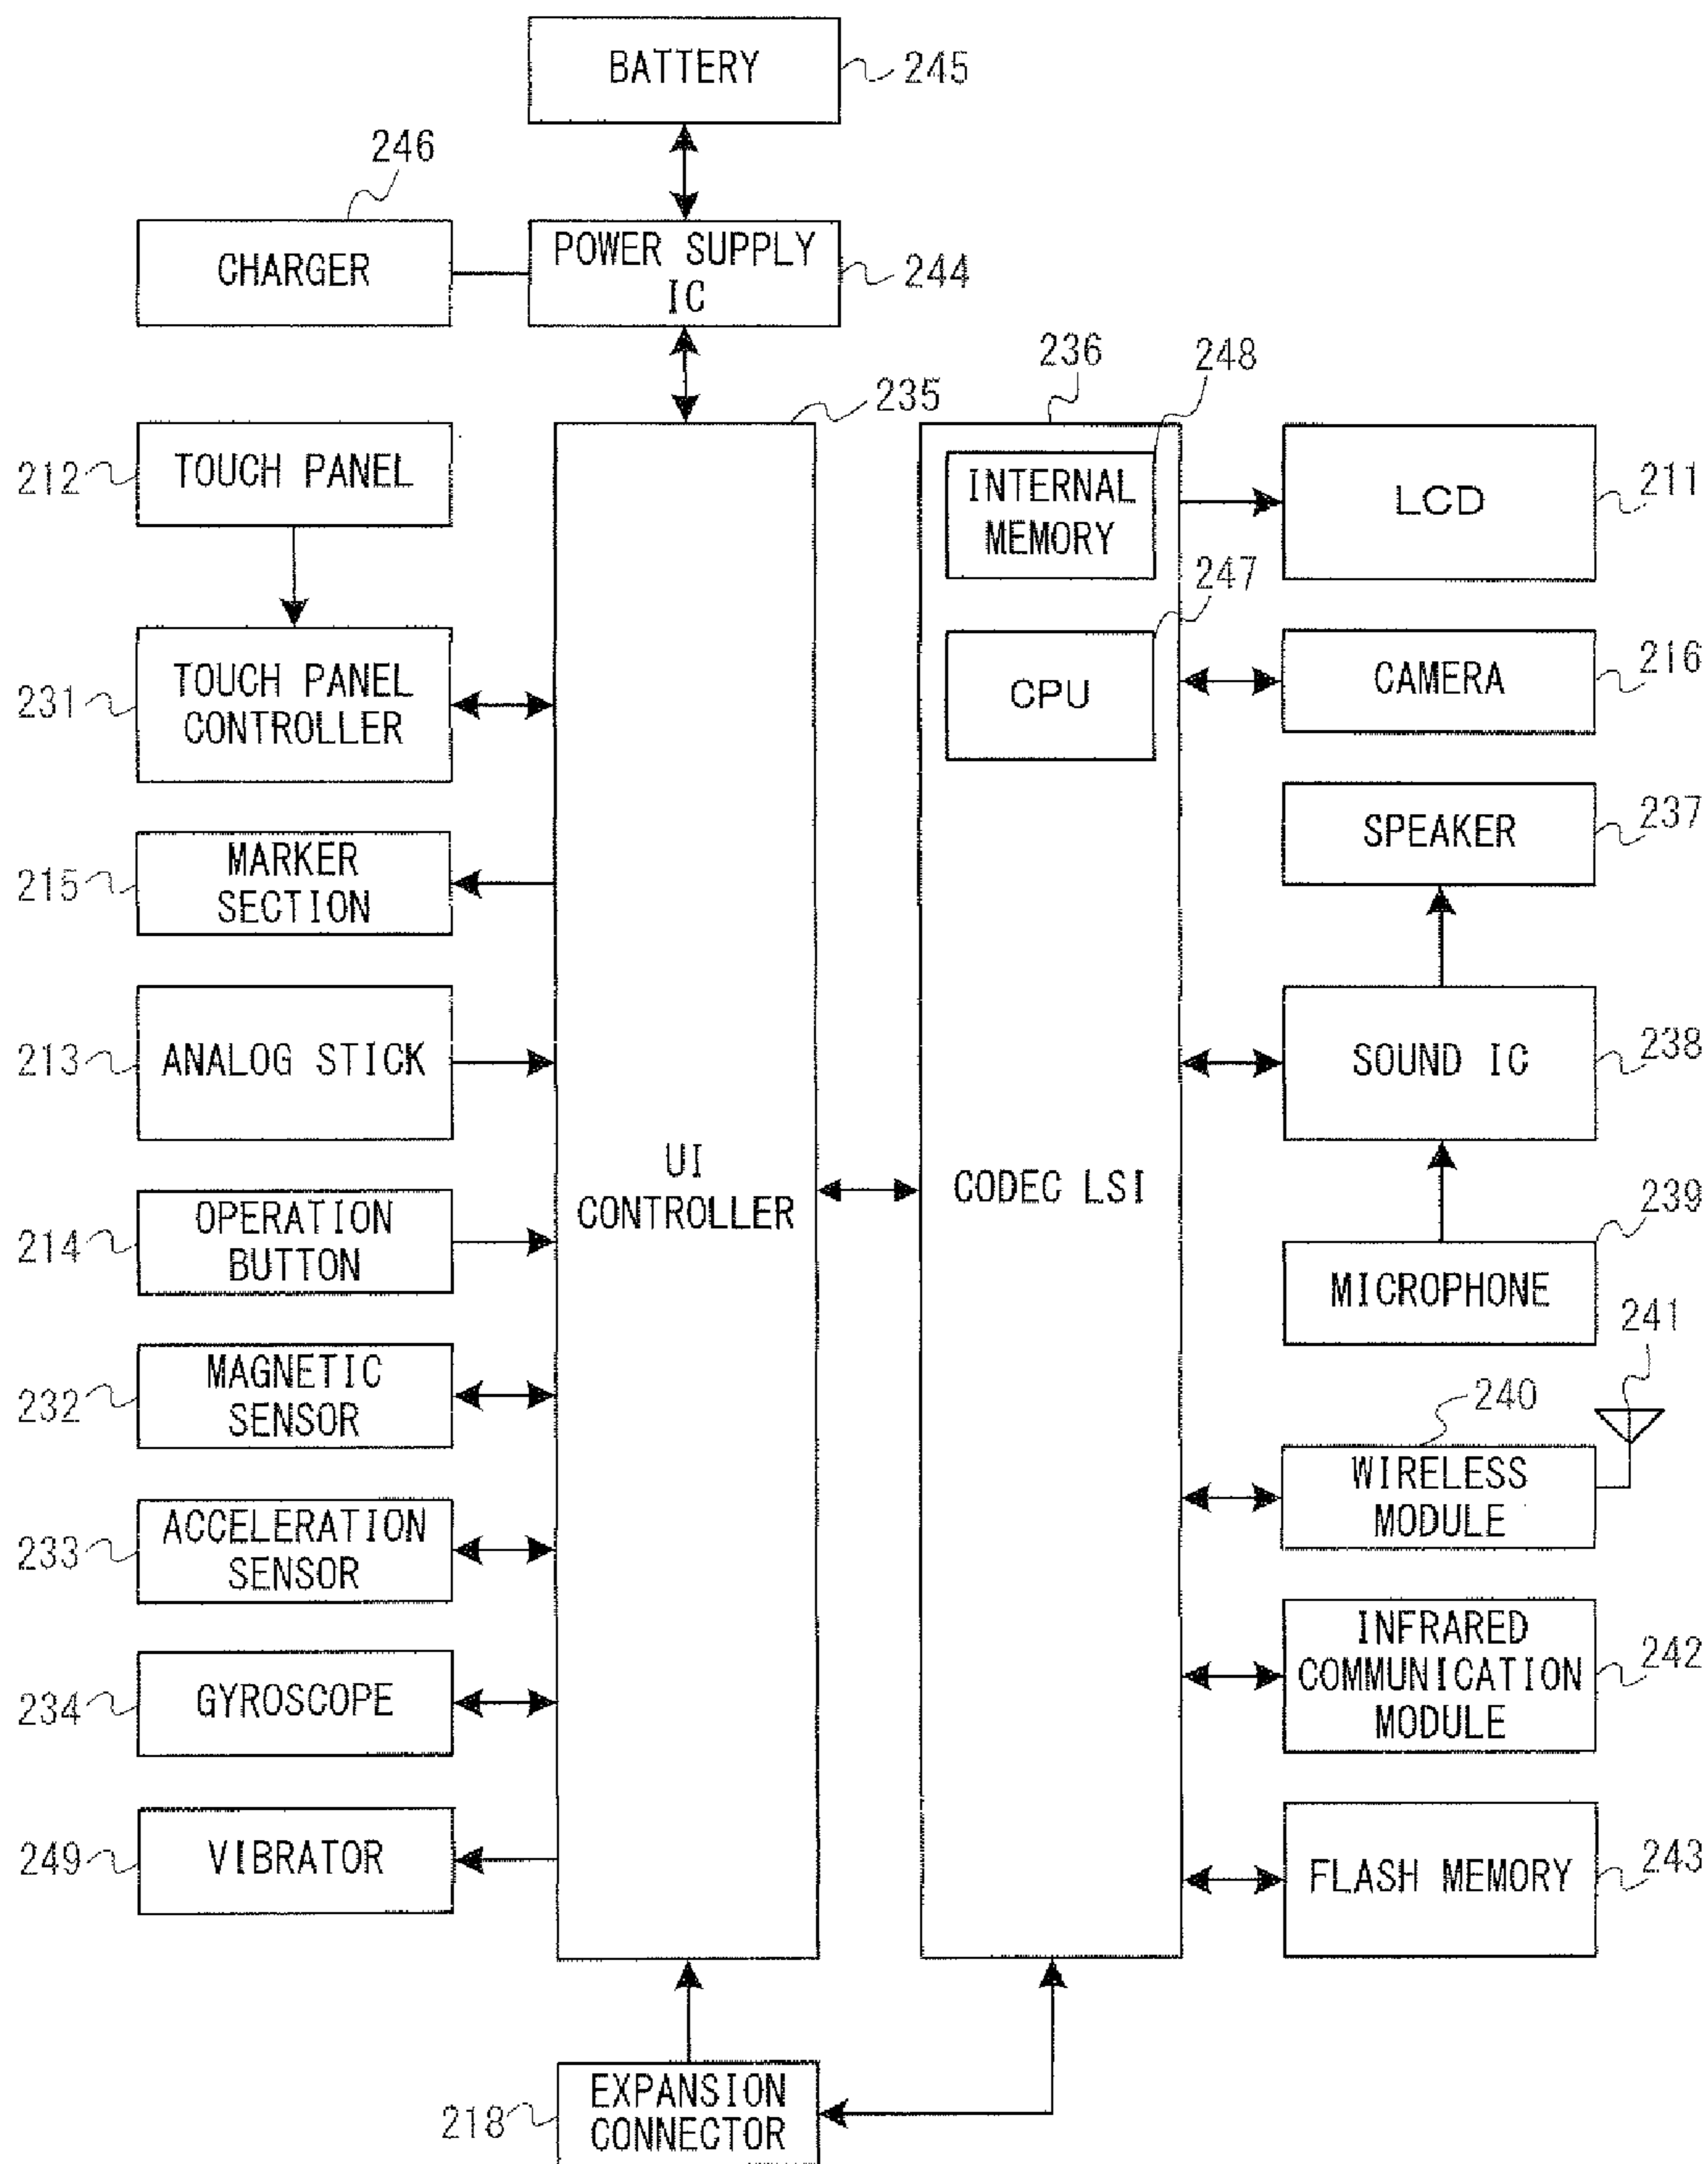 BATTERY
245
246
CHARGER
POWER SUPPLY
IC
244
235
236
248
212
TOUCH PANEL
INTERNAL
MEMORY
LCD
211
247
231
TOUCH PANEL
CONTROLLER
CPU
CAMERA
216
SPEAKER
237
215
MARKER
SECTION
213
ANALOG STICK
SOUND IC
238
UI
CONTROLLER
CODEC LSI
214
OPERATION
BUTTON
239
MICROPHONE
241
232
MAGNETIC
SENSOR
240
WIRELESS
MODULE
233
ACCELERATION
SENSOR
INFRARED
COMMUNICATION
MODULE
242
234
GYROSCOPE
249
VIBRATOR
FLASH MEMORY
243
218
EXPANSION
CONNECTOR